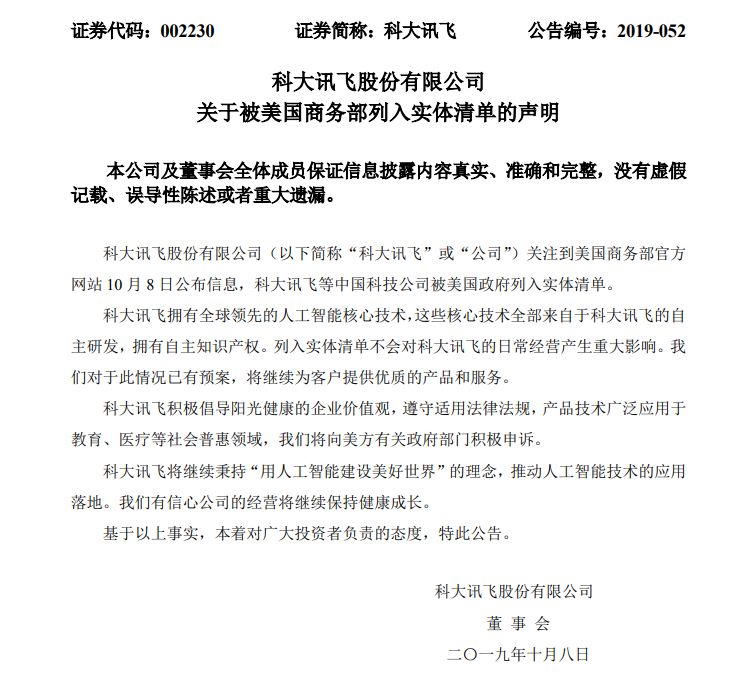 证券代码：002230 证券简称：科大讯飞 公告编号：2019-052
科大讯飞股份有限公司
关于被美国商务部列入实体清单的声明
本公司及董事会全体成员保证信息披露内容真实、准确和完整，没有虚假
记载、误导性陈述或者重大遗漏。
科大讯飞股份有限公司（以下简称“科大讯飞”或“公司”）关注到美国商务部官方
网站 10 月 8 日公布信息，科大讯飞等中国科技公司被美国政府列入实体清单。
科大讯飞拥有全球领先的人工智能核心技术，这些核心技术全部来自于科大讯飞的自
主研发，拥有自主知识产权。列入实体清单不会对科大讯飞的日常经营产生重大影响。我
们对于此情况已有预案，将继续为客户提供优质的产品和服务。
科大讯飞积极倡导阳光健康的企业价值观，遵守适用法律法规，产品技术广泛应用于
教育、医疗等社会普惠领域，我们将向美方有关政府部门积极申诉。
科大讯飞将继续秉持“用人工智能建设美好世界”的理念，推动人工智能技术的应用
落地。我们有信心公司的经营将继续保持健康成长。
基于以上事实，本着对广大投资者负责的态度，特此公告。
科大讯飞股份有限公司
董 事 会
二〇一九年十月八日